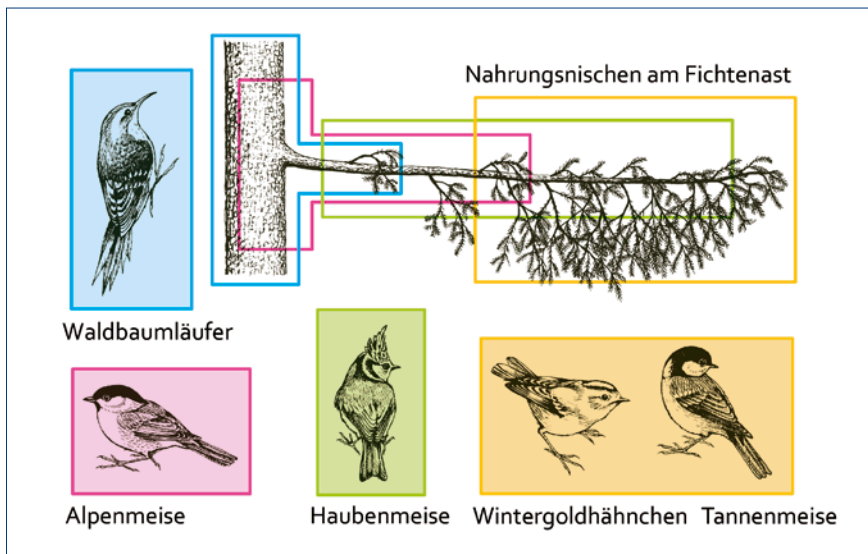 Nahrungsnischen am Fichtenast
Waldbaumläufer
Alpenmeise
Haubenmeise
Wintergoldhähnchen
Tannenmeise